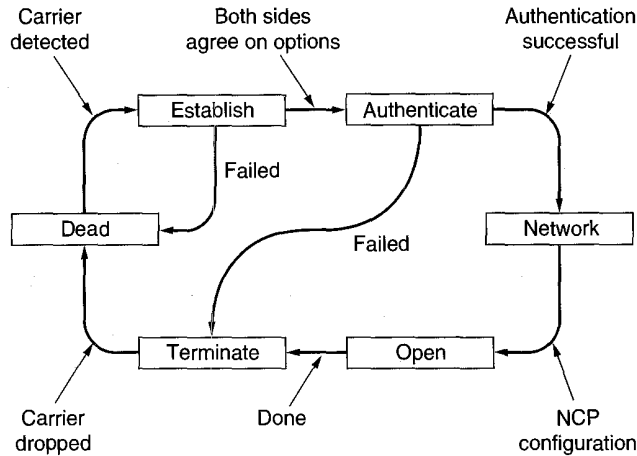 Carrier
detected
Both sides
agree on options
Authentication
successful
Establish
Authenticate
Failed
Dead
Failed
Network
Terminate
Open
Carrier
dropped
Done
NCP
configuration